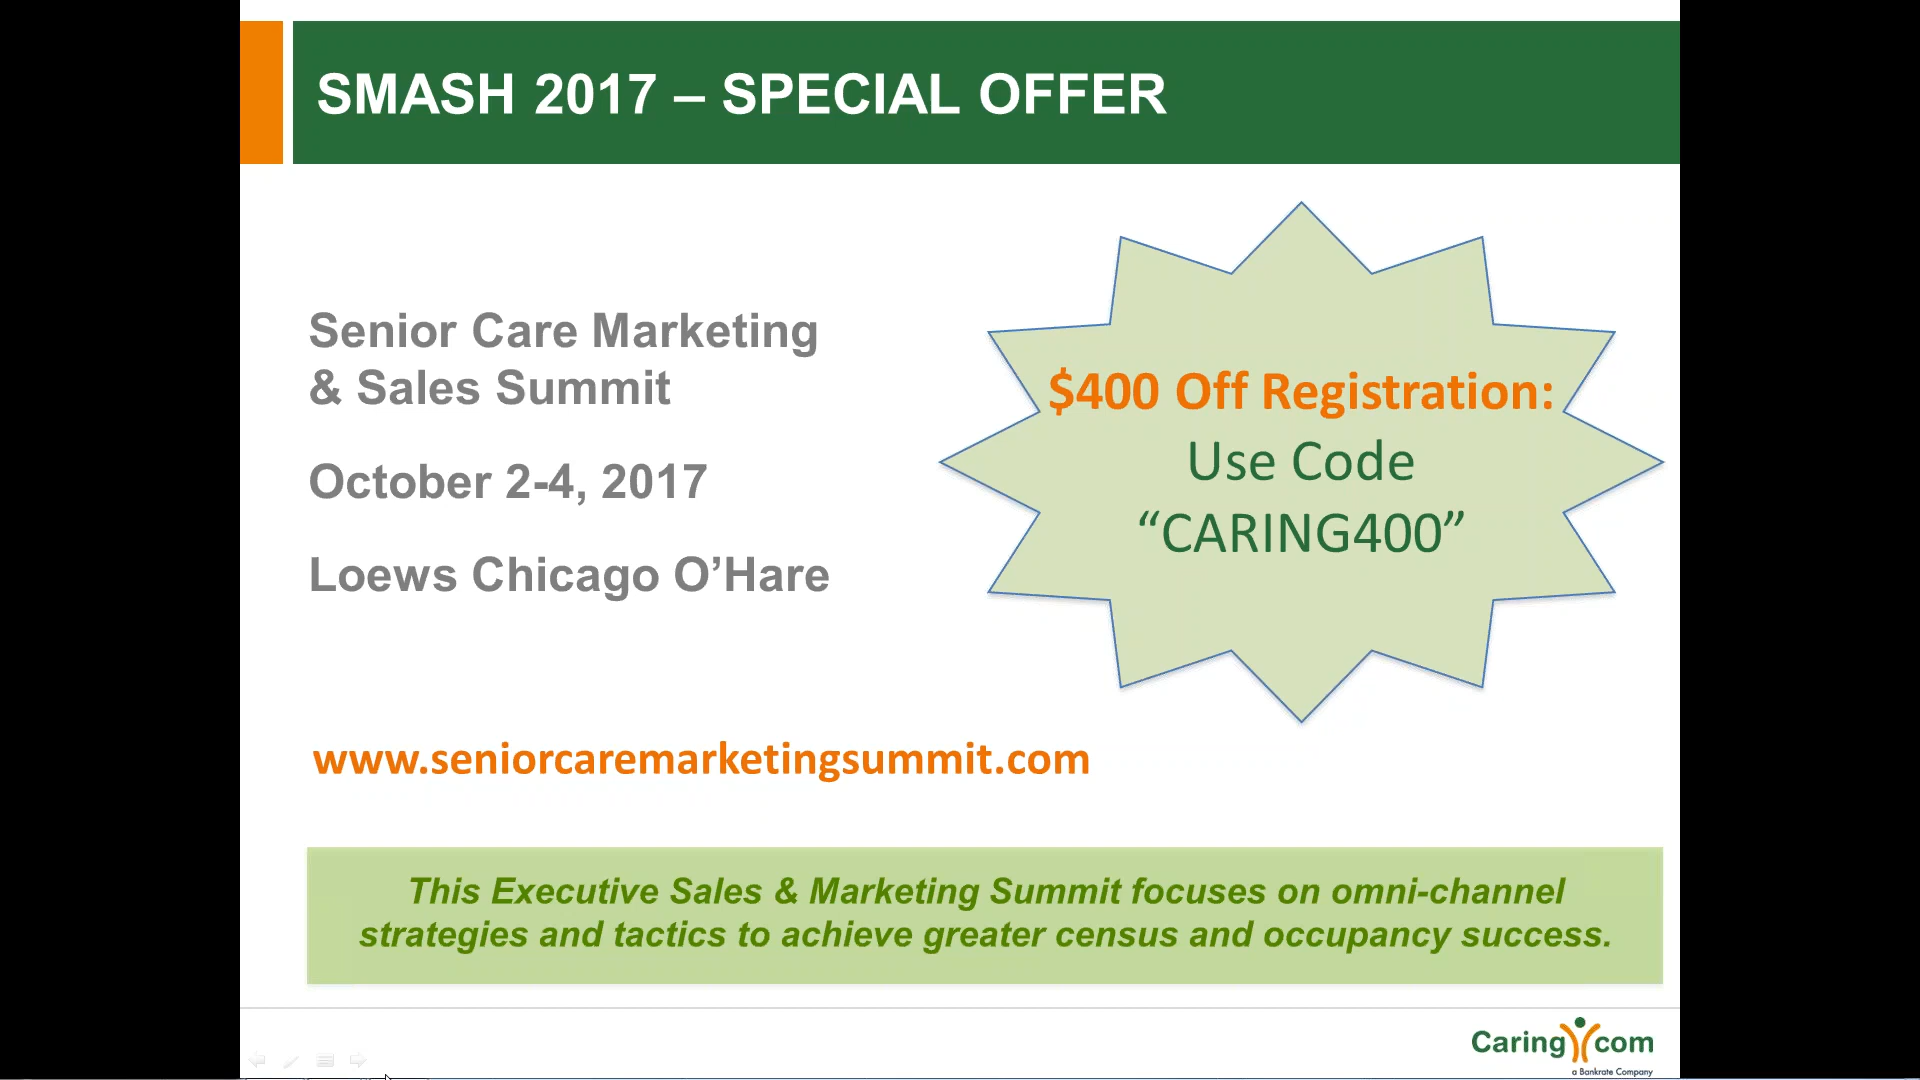 SMASH 2017 – SPECIAL OFFER
Senior Care Marketing
& Sales Summit
October 2-4, 2017
Loews Chicago O’Hare
$400 Off Registration:
Use Code
“CARING400”
www.seniorcaremarketingsummit.com
This Executive Sales & Marketing Summit focuses on omni-channel
strategies and tactics to achieve greater census and occupancy success.
Caring com
a Bankrate Company